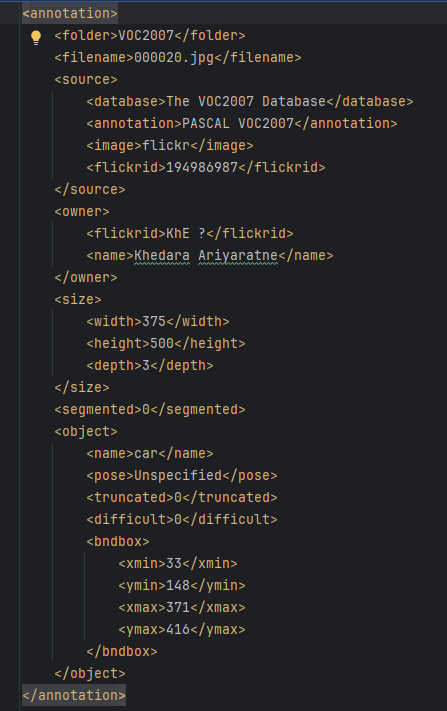 <annotation>
<folder>VOC2007</folder>
<filename>000020.jpg</filename>
<source>
<database>The VOC2007 Database</database>
<annotation>PASCAL VOC2007</annotation>
<image>flickr</image>
<flickrid>194986987</flickrid>
</source>
<owner>
<flickrid>KhE ?</flickrid>
<name>Khedara Ariyaratne</name>
</owner>
<size>
<width>375</width>
<height>500</height>
<depth>3</depth>
</size>
<segmented>0</segmented>
<object>
<name>car</name>
<pose>Unspecified</pose>
<truncated>0</truncated>
<difficult>0</difficult>
<bndbox>
<xmin>33</xmin>
<ymin>148</ymin>
<xmax>371</xmax>
<ymax>416</ymax>
</bndbox>
</object>
</annotation>